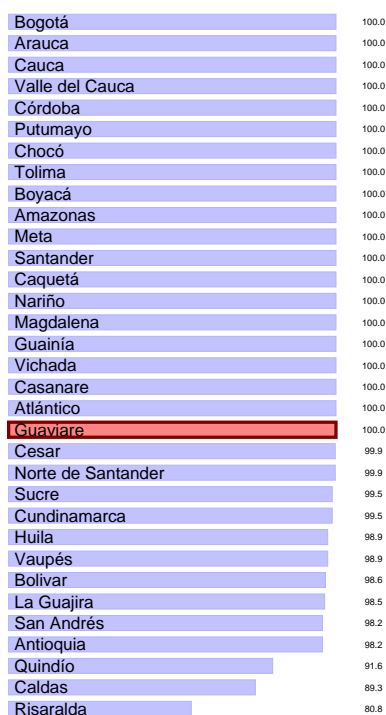 Bogotá 100.0
Arauca 100.0
Cauca 100.0
Valle del Cauca 100.0
Córdoba 100.0
Putumayo 100.0
Chocó 100.0
Tolima 100.0
Boyacá 100.0
Amazonas 100.0
Meta 100.0
Santander 100.0
Caquetá 100.0
Nariño 100.0
Magdalena 100.0
Guainía 100.0
Vichada 100.0
Casanare 100.0
Atlántico 100.0
Guaviare 100.0
Cesar 99.9
Norte de Santander 99.9
Sucre 99.5
Cundinamarca 99.5
Huila 98.9
Vaupés 98.9
Bolivar 98.6
La Guajira 98.5
San Andrés 98.2
Antioquia 98.2
Quindío 91.6
Caldas 89.3
Risaralda 80.8